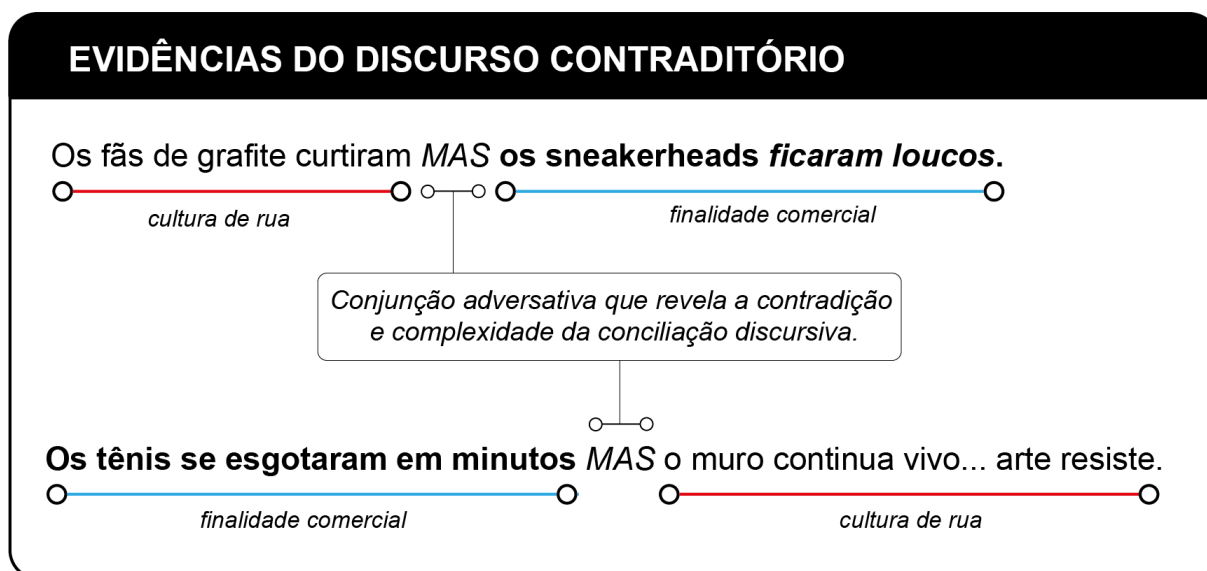 EVIDÊNCIAS DO DISCURSO CONTRADITÓRIO
Os fãs de grafite curtiram MAS os sneakerheads ficaram loucos.
cultura de rua
finalidade comercial
Conjunção adversativa que revela a contradição
e complexidade da conciliação discursiva.
Os tênis se esgotaram em minutos MAS o muro continua vivo... arte resiste.
finalidade comercial
cultura de rua